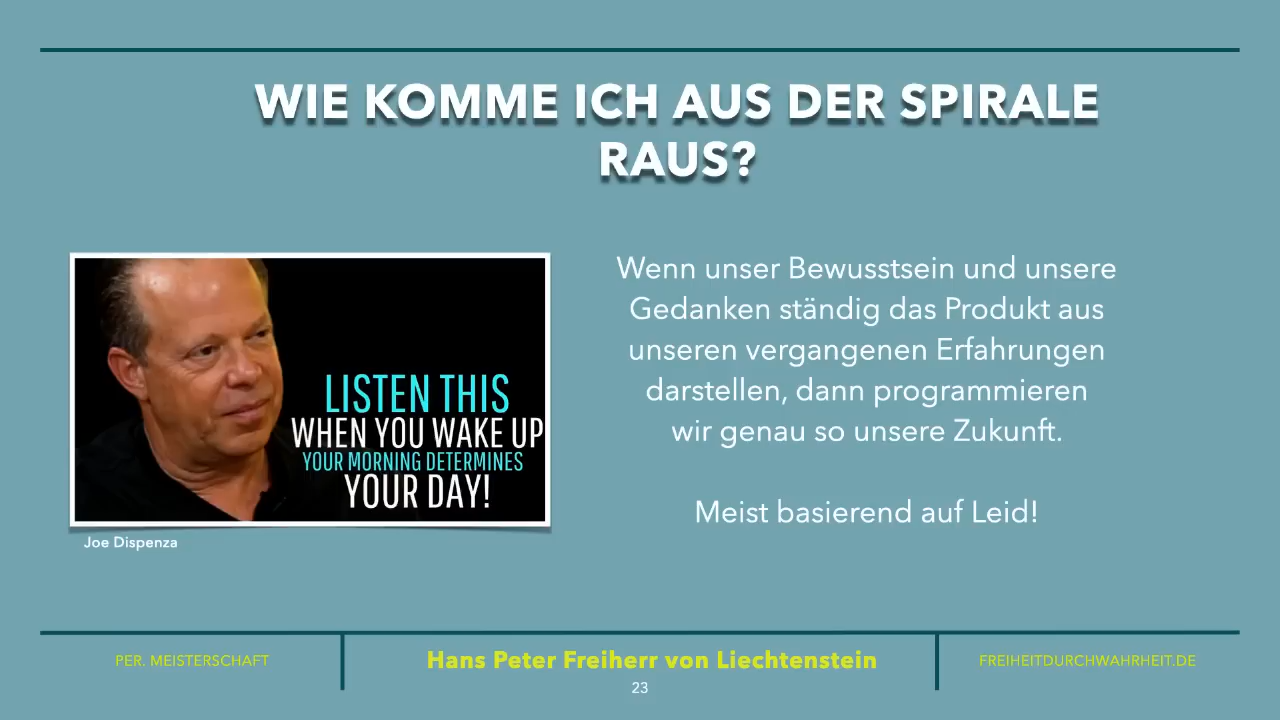 WIE KOMME ICH AUS DER SPIRALE
RAUS?
LISTEN THIS
WHEN YOU WAKE UP
YOUR MORNING DETERMINES
YOUR DAY!
Joe Dispenza
Wenn unser Bewusstsein und unsere
Gedanken ständig das Produkt aus
unseren vergangenen Erfahrungen
darstellen, dann programmieren
wir genau so unsere Zukunft.
Meist basierend auf Leid!
PER. MEISTERSCHAFT
Hans Peter Freiherr von Liechtenstein
FREIHEITDURCHWAHRHEIT.DE
23